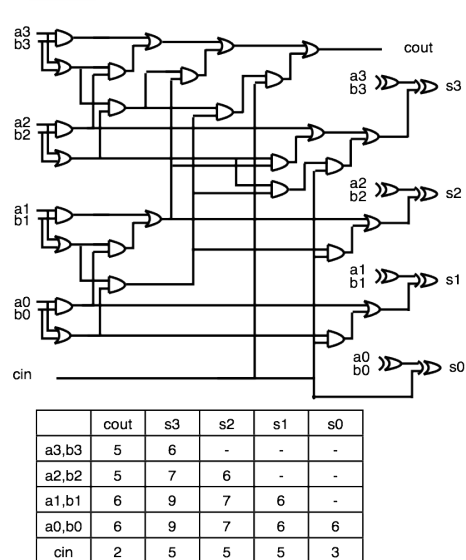 a3
b3
cout
a3
b3
s3
a2
b2
a2
b2
s2
a1
b1
a1
b1
s1
a0
b0
a0
b0
s0
cin
cout s3 s2 s1 s0
a3,b3 5 6 - - -
a2,b2 5 7 6 - -
a1,b1 6 9 7 6 -
a0,b0 6 9 7 6 6
cin 2 5 5 5 3